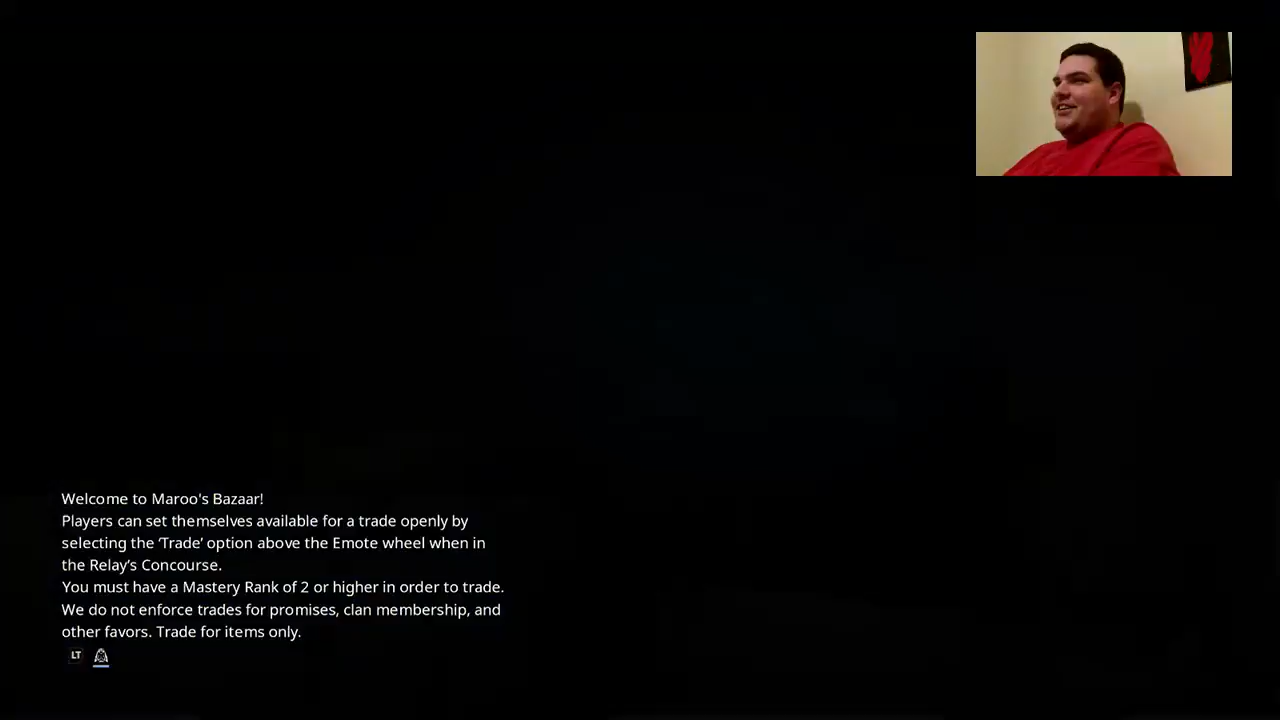 Welcome to Maroo's Bazaar!
Players can set themselves available for a trade openly by
selecting the ‘Trade’ option above the Emote wheel when in
the Relay’s Concourse.
You must have a Mastery Rank of 2 or higher in order to trade.
We do not enforce trades for promises, clan membership, and
other favors. Trade for items only.
LT